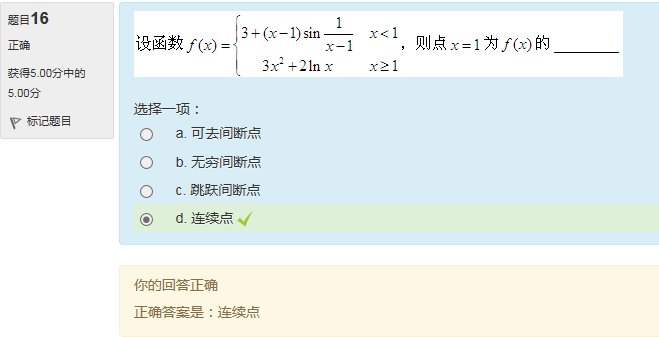 题目16
正确
获得5.00分中的
5.00分
标记题目
设函数 f(x)= { 3+(x−1)sin 1/(x−1) x<1
3x²+2ln x x≥1 , 则点 x=1 为 f(x) 的 ________
选择一项：
a. 可去间断点
b. 无穷间断点
c. 跳跃间断点
d. 连续点
你的回答正确
正确答案是：连续点